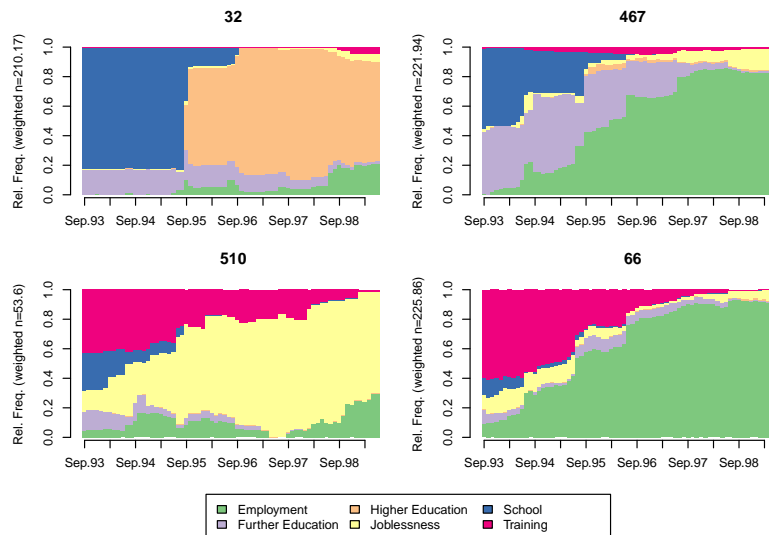 32
467
Rel. Freq. (weighted n=210.17)
0.0 0.2 0.4 0.6 0.8 1.0
Sep.93 Sep.94 Sep.95 Sep.96 Sep.97 Sep.98
Rel. Freq. (weighted n=221.94)
0.0 0.2 0.4 0.6 0.8 1.0
Sep.93 Sep.94 Sep.95 Sep.96 Sep.97 Sep.98
510
66
Rel. Freq. (weighted n=53.6)
0.0 0.2 0.4 0.6 0.8 1.0
Sep.93 Sep.94 Sep.95 Sep.96 Sep.97 Sep.98
Rel. Freq. (weighted n=225.86)
0.0 0.2 0.4 0.6 0.8 1.0
Sep.93 Sep.94 Sep.95 Sep.96 Sep.97 Sep.98
Employment Higher Education School
Further Education Joblessness Training